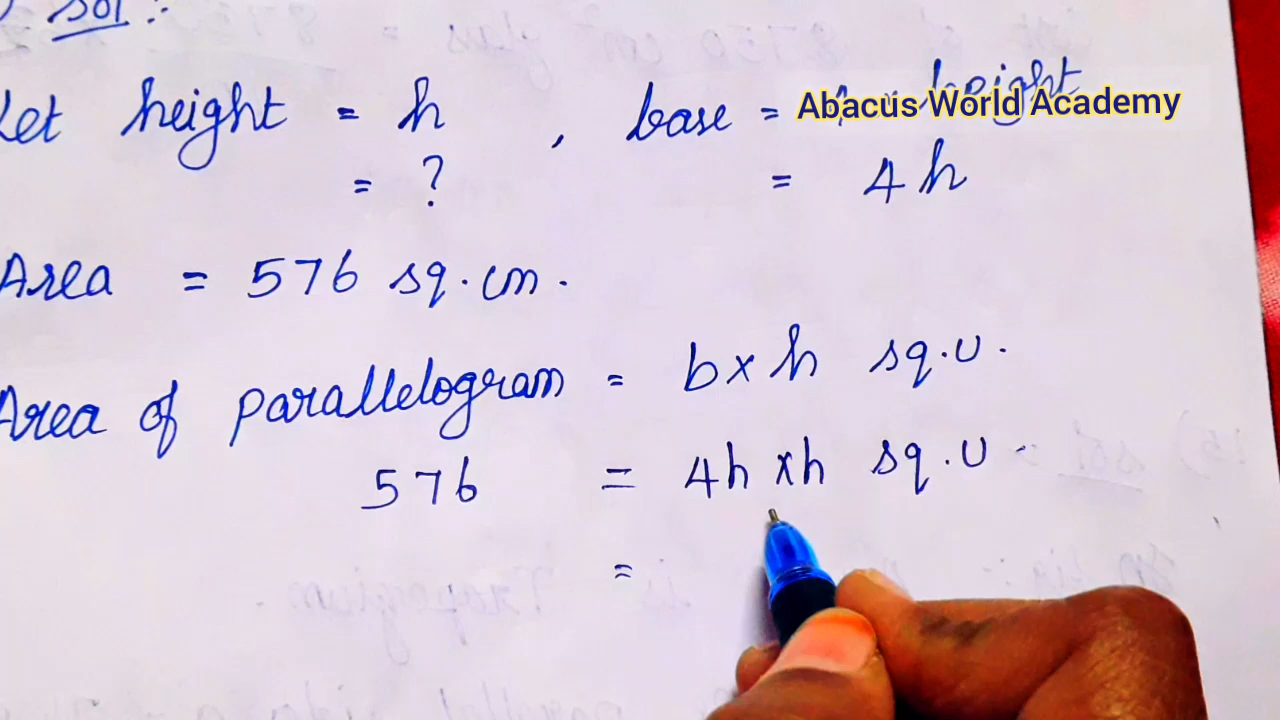 sol :
Let height = h , base = height
Abacus World Academy
= ? = 4h
Area = 576 sq.cm.
Area of parallelogram = b x h sq.u.
576 = 4h x h sq.u.
=